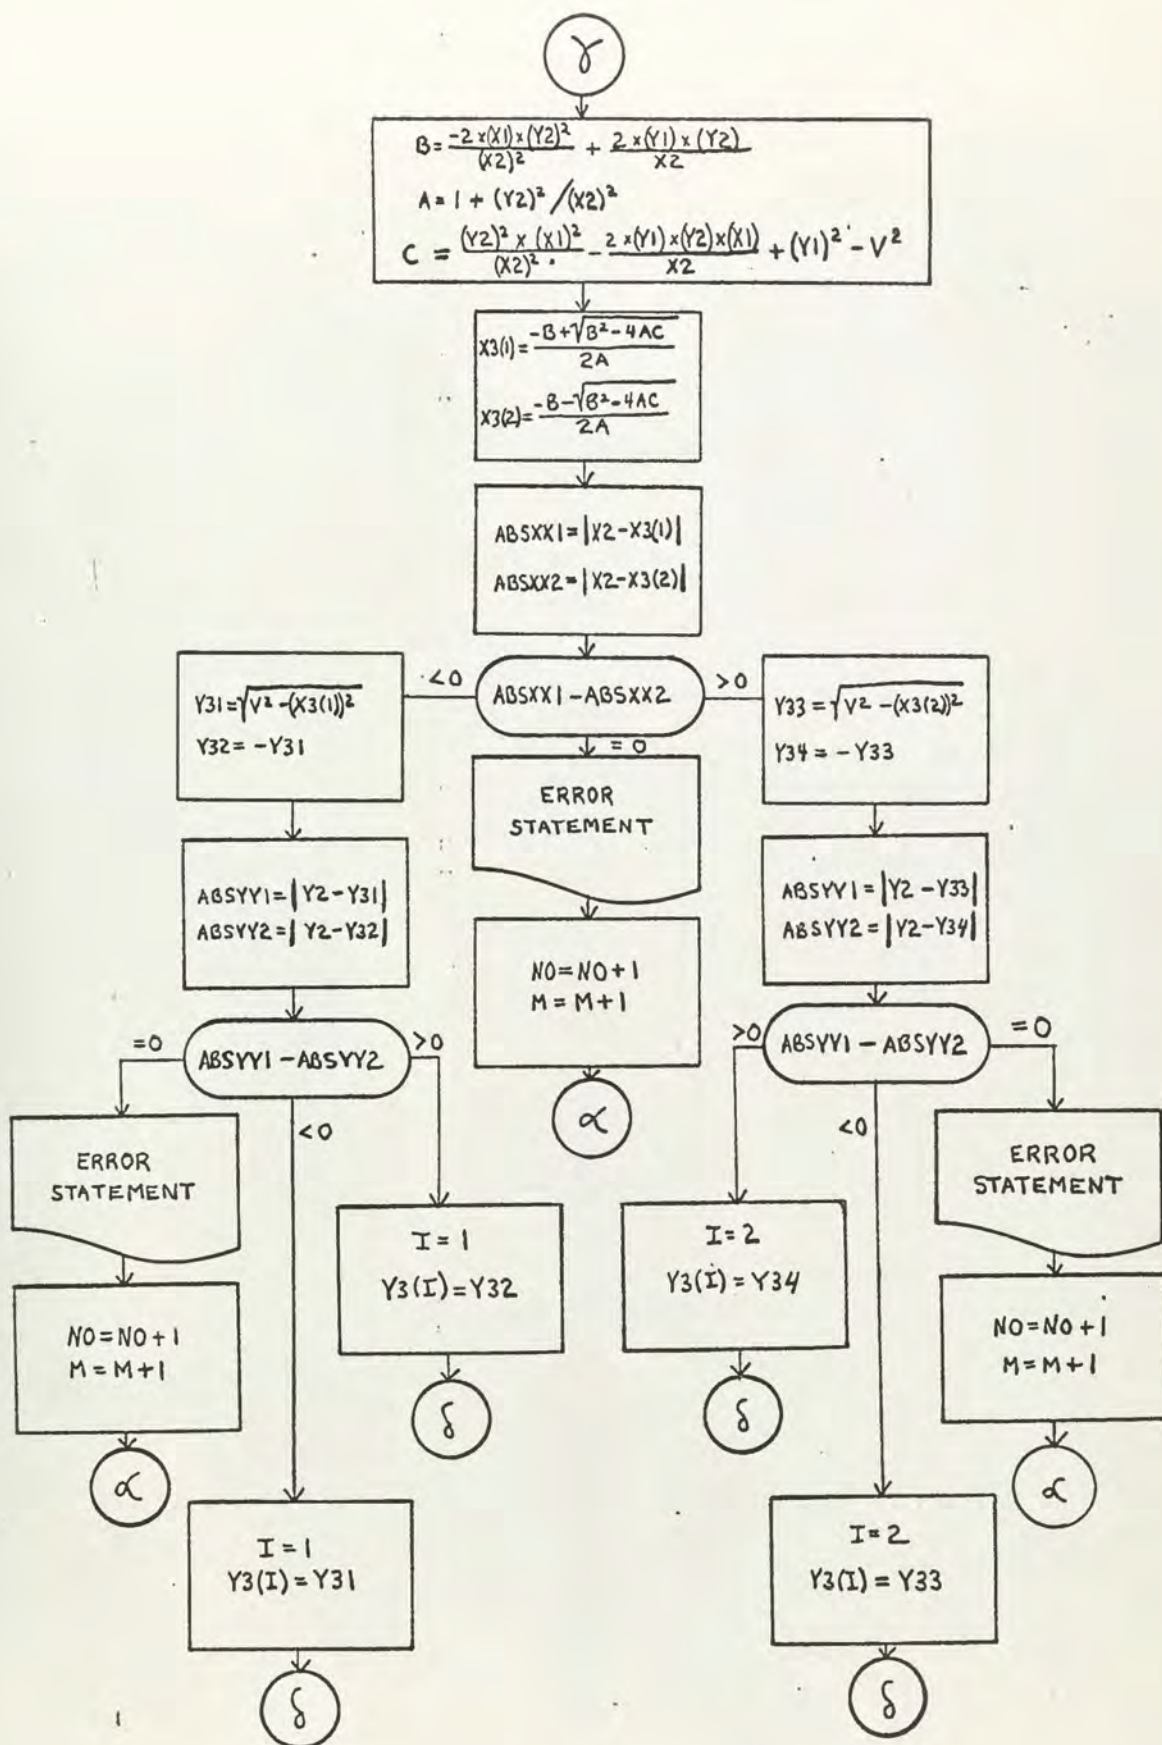 γ
B = -2 x (X1) x (Y2)² / (X2)² + 2 x (Y1) x (Y2) / X2
A = 1 + (Y2)² / (X2)²
C = (Y2)² x (X1)² / (X2)² - 2 x (Y1) x (Y2) x (X1) / X2 + (Y1)² - V²
X3(1) = -B + √B² - 4AC / 2A
X3(2) = -B - √B² - 4AC / 2A
ABSXX1 = |X2 - X3(1)|
ABSXX2 = |X2 - X3(2)|
<0
ABSXX1 - ABSXX2
>0
= 0
Y31 = √V² - (X3(1))²
Y32 = - Y31
ERROR
STATEMENT
Y33 = √V² - (X3(2))²
Y34 = - Y33
ABSYY1 = |Y2 - Y31|
ABSYY2 = |Y2 - Y32|
NO = NO + 1
M = M + 1
α
ABSYY1 = |Y2 - Y33|
ABSYY2 = |Y2 - Y34|
=0
ABSYY1 - ABSYY2
>0
<0
>0
ABSYY1 - ABSYY2
=0
<0
ERROR
STATEMENT
NO = NO + 1
M = M + 1
α
I = 1
Y3(I) = Y32
δ
I = 2
Y3(I) = Y34
δ
ERROR
STATEMENT
NO = NO + 1
M = M + 1
α
I = 1
Y3(I) = Y31
δ
I = 2
Y3(I) = Y33
δ